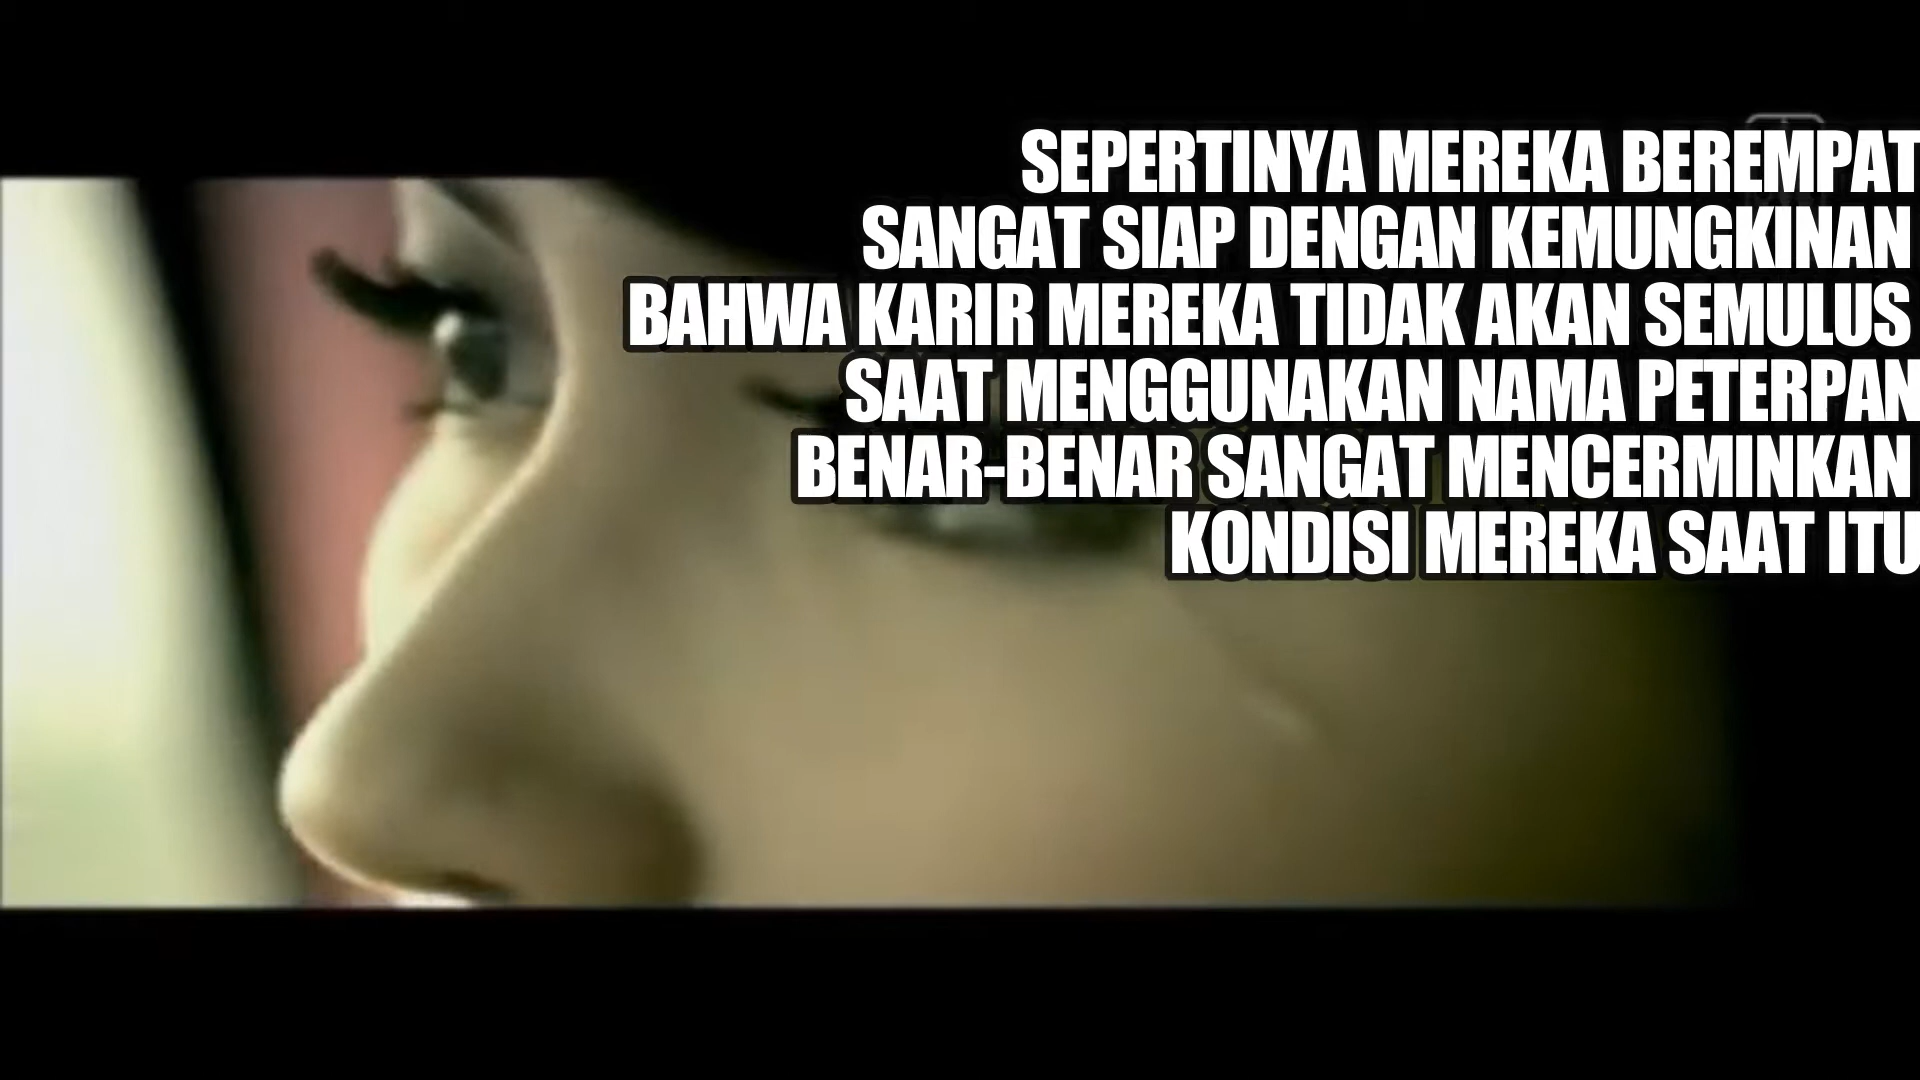 SEPERTINYA MEREKA BEREMPAT
SANGAT SIAP DENGAN KEMUNGKINAN
BAHWA KARIR MEREKA TIDAK AKAN SEMULUS
SAAT MENGGUNAKAN NAMA PETERPAN
BENAR-BENAR SANGAT MENCERMINKAN
KONDISI MEREKA SAAT ITU